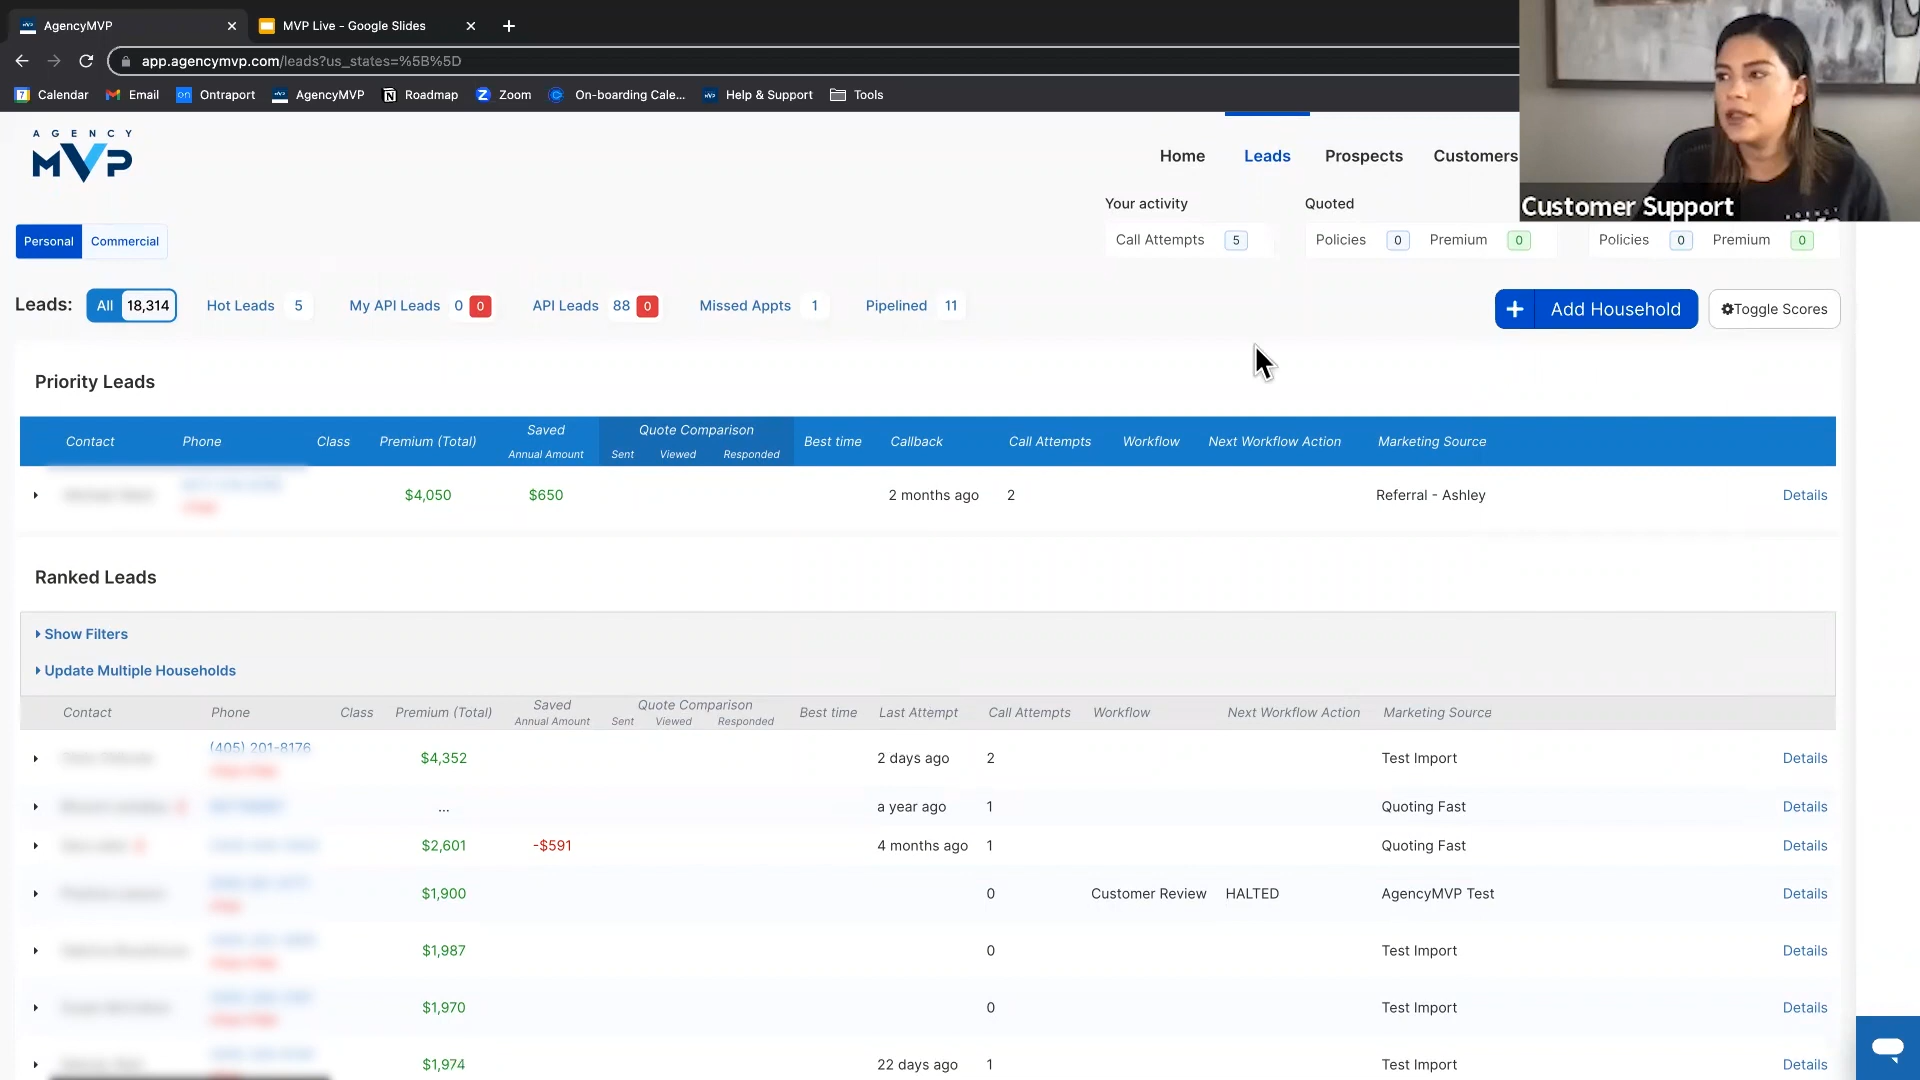 AgencyMVP
MVP Live - Google Slides
app.agencymvp.com/leads?us_states=%5B%5D
Calendar Email Ontraport AgencyMVP Roadmap Zoom On-boarding Cale... Help & Support Tools
AGENCY
MVP
Home Leads Prospects Customers
Customer Support
Your activity Quoted
Personal Commercial
Call Attempts 5 Policies 0 Premium 0 Policies 0 Premium 0
Leads: All 18,314 Hot Leads 5 My API Leads 0 0 API Leads 88 0 Missed Appts 1 Pipelined 11
+ Add Household Toggle Scores
Priority Leads
Contact Phone Class Premium (Total) Saved Annual Amount Quote Comparison Sent Viewed Responded Best time Callback Call Attempts Workflow Next Workflow Action Marketing Source
$4,050 $650 2 months ago 2 Referral - Ashley Details
Ranked Leads
Show Filters
Update Multiple Households
Contact Phone Class Premium (Total) Saved Annual Amount Quote Comparison Sent Viewed Responded Best time Last Attempt Call Attempts Workflow Next Workflow Action Marketing Source
(405) 201-8176 $4,352 2 days ago 2 Test Import Details
... a year ago 1 Quoting Fast Details
$2,601 -$591 4 months ago 1 Quoting Fast Details
$1,900 0 Customer Review HALTED AgencyMVP Test Details
$1,987 0 Test Import Details
$1,970 0 Test Import Details
$1,974 22 days ago 1 Test Import Details